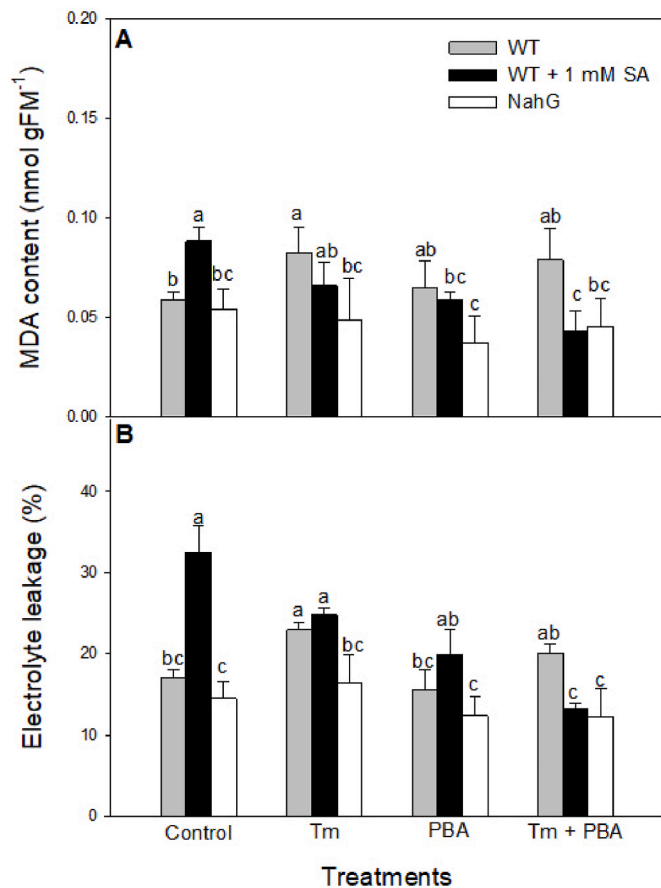 A
WT
WT + 1 mM SA
NahG
MDA content (nmol gFM⁻¹)
0.20
0.15
0.10
0.05
0.00
b a bc
a ab bc
ab bc c
ab c bc
B
Electrolyte leakage (%)
40
30
20
10
0
bc a c
a a bc
bc ab c
ab c c
Control Tm PBA Tm + PBA
Treatments